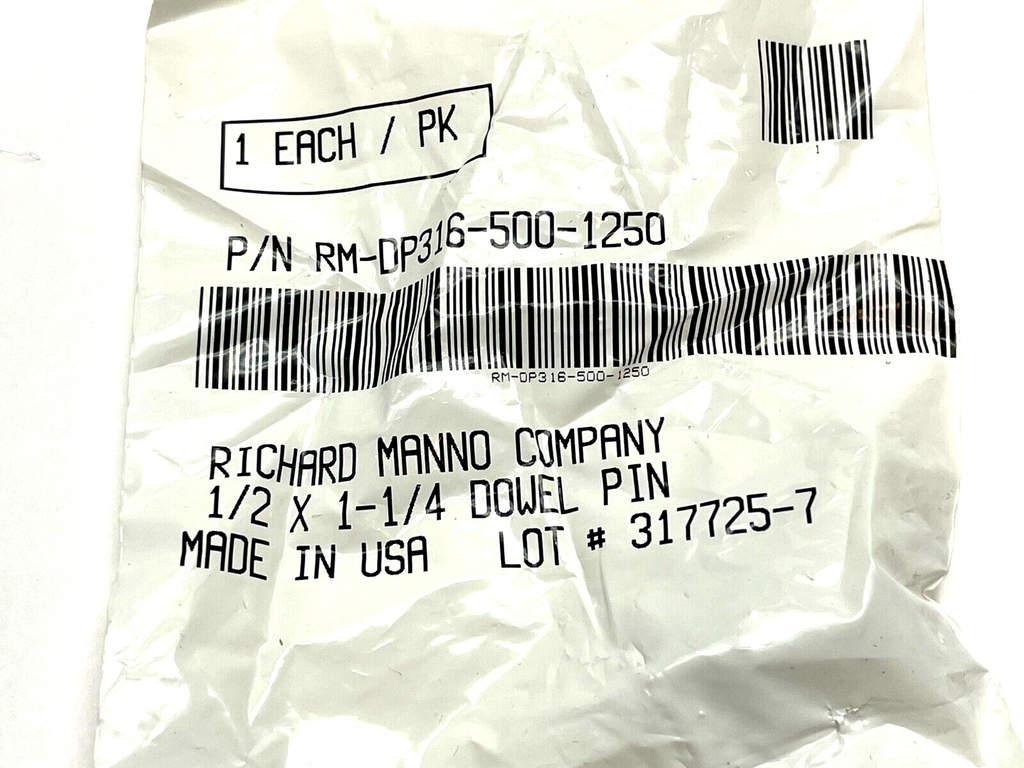 1 EACH / PK
1
P/N RM-DP316-500-1250
RM-DP316-500-1250
RICHARD MANNO COMPANY
1/2 X 1-1/4 DOWEL PIN
MADE IN USA LOT # 317725-7